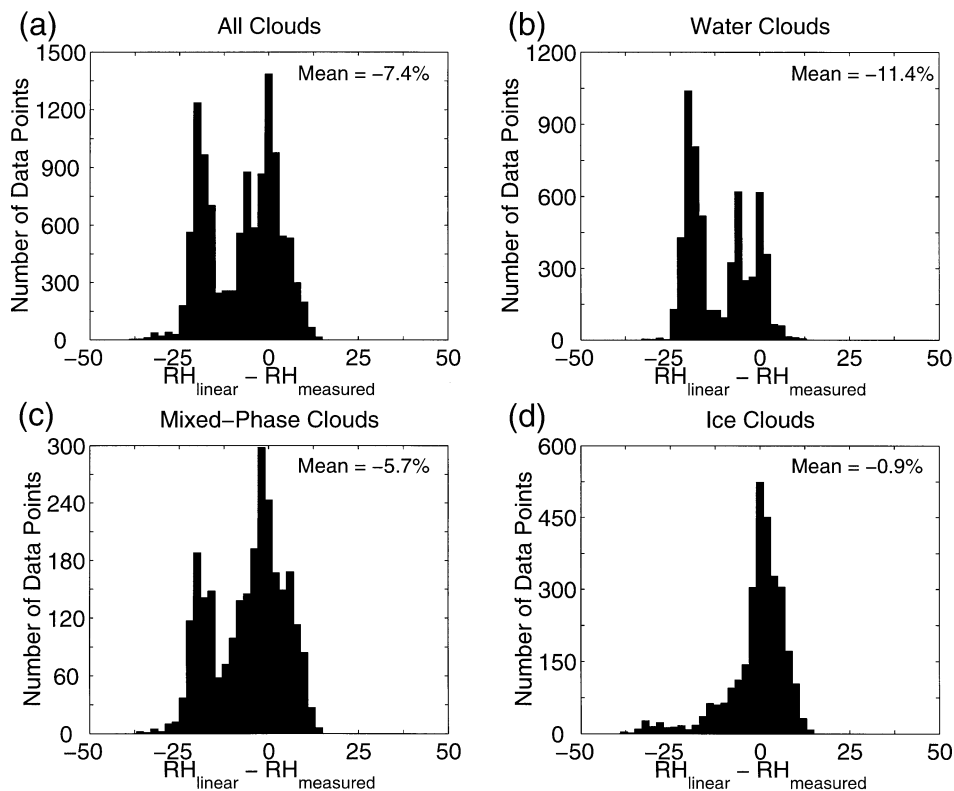 (a) All Clouds
Mean = −7.4%
Number of Data Points
1500
1200
900
600
300
0
−50 −25 0 25 50
RHlinear − RHmeasured
(b) Water Clouds
Mean = −11.4%
Number of Data Points
1200
900
600
300
0
−50 −25 0 25 50
RHlinear − RHmeasured
(c) Mixed−Phase Clouds
Mean = −5.7%
Number of Data Points
300
240
180
120
60
0
−50 −25 0 25 50
RHlinear − RHmeasured
(d) Ice Clouds
Mean = −0.9%
Number of Data Points
600
450
300
150
0
−50 −25 0 25 50
RHlinear − RHmeasured